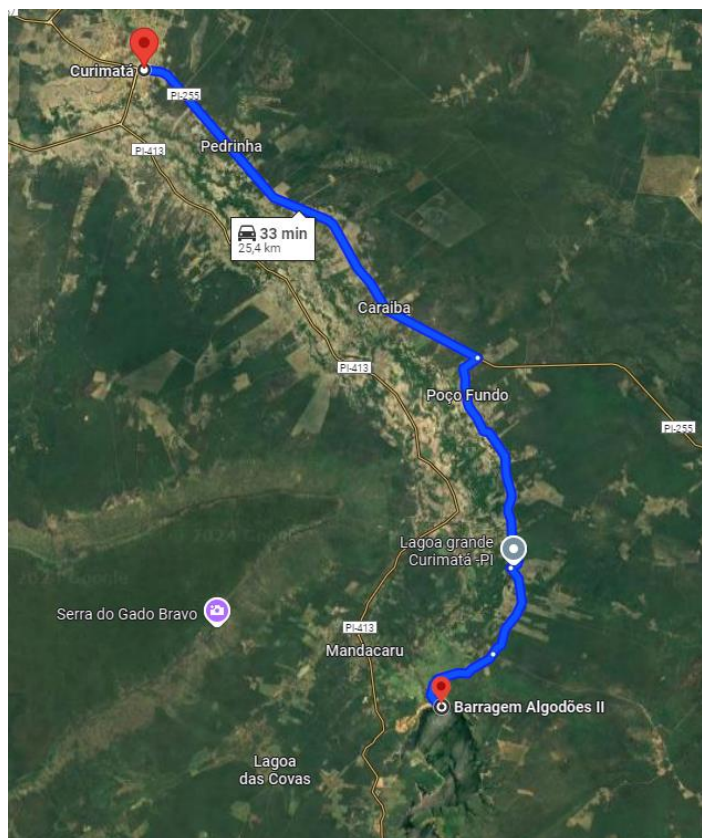 Curimatá
PI-255
Pedrinha
PI-413
33 min
25,4 km
Caraiba
PI-413
Poço Fundo
PI-255
Lagoa grande
Curimatá -PI
Serra do Gado Bravo
PI-413
Mandacaru
Barragem Algodões II
Lagoa
das Covas